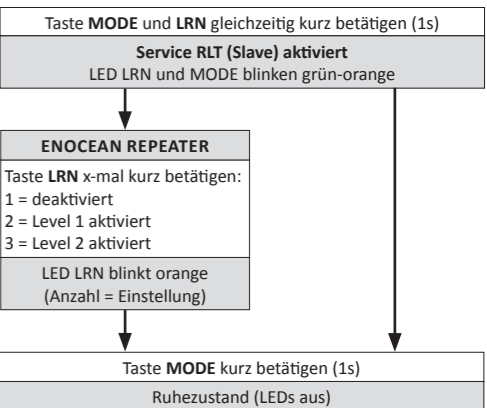 Taste MODE und LRN gleichzeitig kurz betätigen (1s)
Service RLT (Slave) aktiviert
LED LRN und MODE blinken grün-orange
ENOCEAN REPEATER
Taste LRN x-mal kurz betätigen:
1 = deaktiviert
2 = Level 1 aktiviert
3 = Level 2 aktiviert
LED LRN blinkt orange
(Anzahl = Einstellung)
Taste MODE kurz betätigen (1s)
Ruhezustand (LEDs aus)